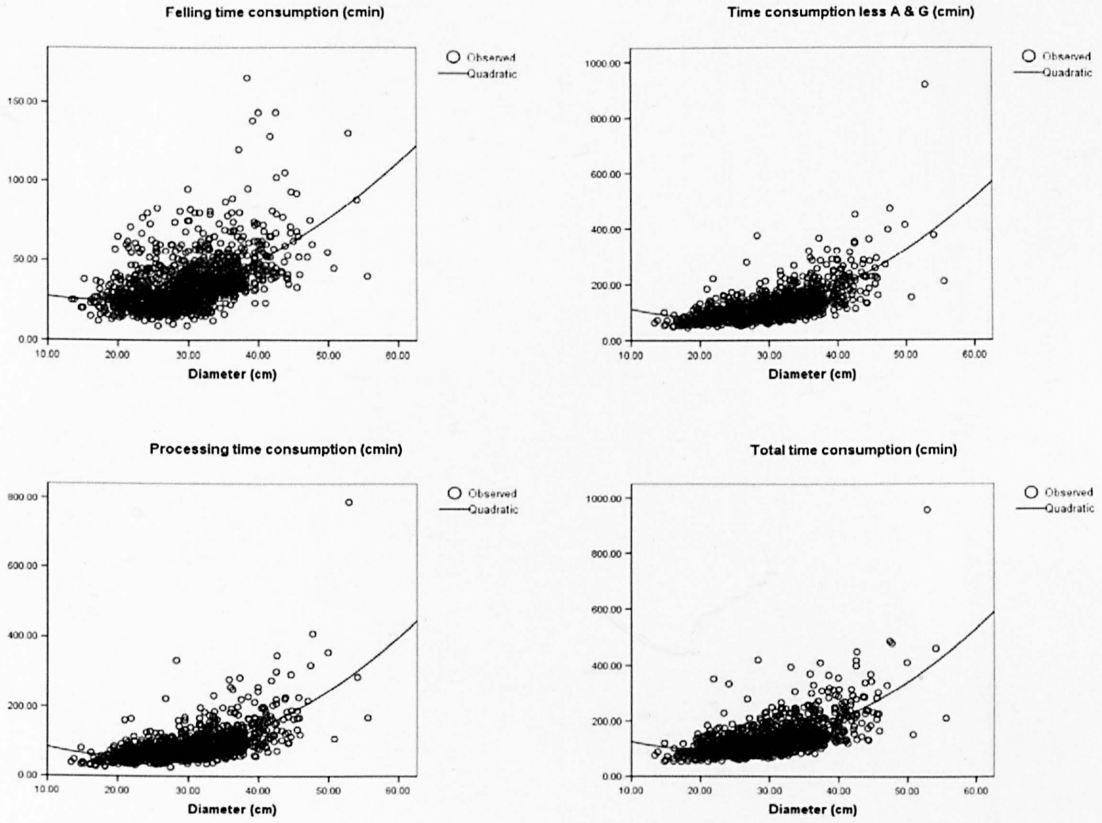 Felling time consumption (cmin)
Observed
Quadratic
150.00
100.00
50.00
0.00
10.00 20.00 30.00 40.00 50.00 60.00
Diameter (cm)
Time consumption less A & G (cmin)
Observed
Quadratic
1000.00
800.00
600.00
400.00
200.00
0.00
10.00 20.00 30.00 40.00 50.00 60.00
Diameter (cm)
Processing time consumption (cmin)
Observed
Quadratic
800.00
600.00
400.00
200.00
0.00
10.00 20.00 30.00 40.00 50.00 60.00
Diameter (cm)
Total time consumption (cmin)
Observed
Quadratic
1000.00
800.00
600.00
400.00
200.00
0.00
10.00 20.00 30.00 40.00 50.00 60.00
Diameter (cm)